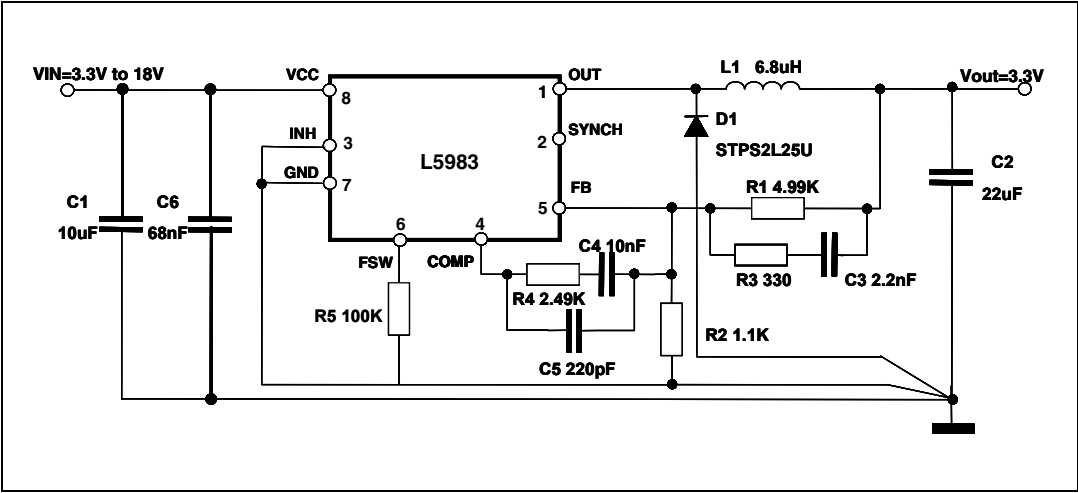 VIN=3.3V to 18V
VCC
OUT
L1 6.8uH
Vout=3.3V
8
1
D1
INH
3
2
SYNCH
STPS2L25U
L5983
C2
22uF
GND
7
FB
R1 4.99K
C1
10uF
C6
68nF
5
6
4
FSW
COMP
C4 10nF
R3 330
C3 2.2nF
R4 2.49K
R5 100K
R2 1.1K
C5 220pF